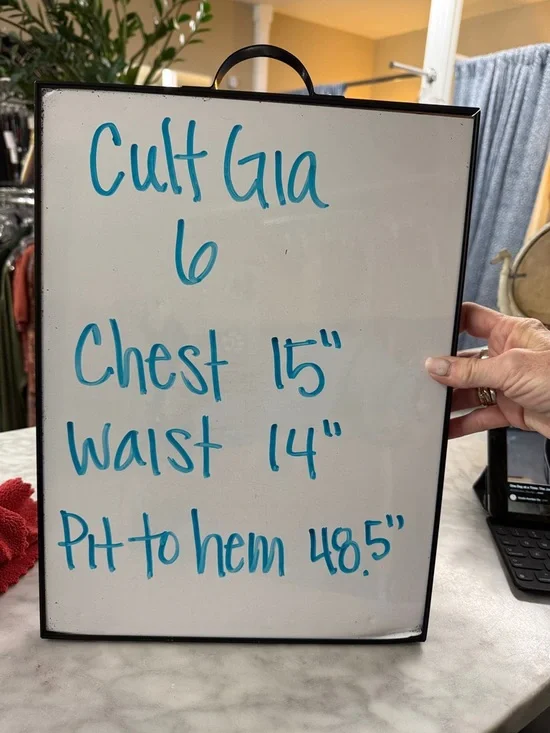 Cult Gia
6
Chest 15"
Waist 14"
Pit to hem 48.5"